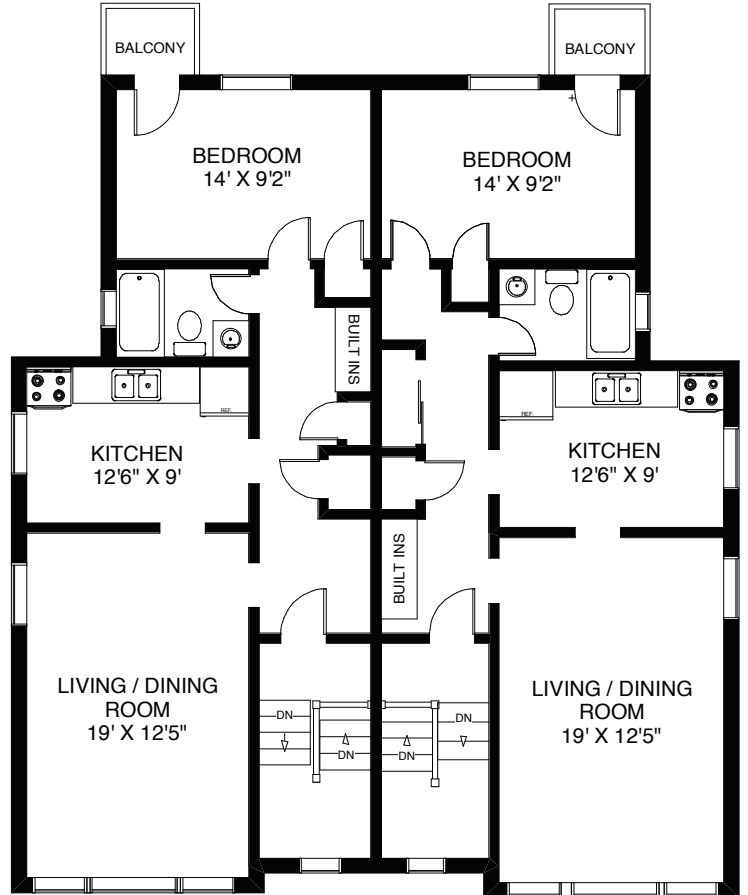 BALCONY
BALCONY
BEDROOM
14' X 9'2"
BEDROOM
14' X 9'2"
BUILT INS
REF.
REF.
KITCHEN
12'6" X 9'
KITCHEN
12'6" X 9'
BUILT INS
LIVING / DINING
ROOM
19' X 12'5"
LIVING / DINING
ROOM
19' X 12'5"
DN
DN
DN
DN